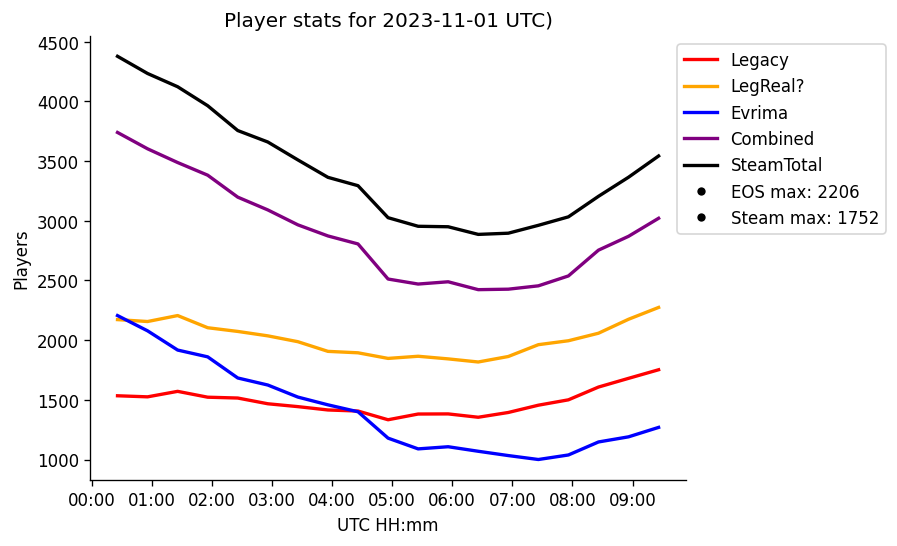 Player stats for 2023-11-01 UTC)
4500
4000
3500
3000
2500
2000
1500
1000
Players
00:00 01:00 02:00 03:00 04:00 05:00 06:00 07:00 08:00 09:00
UTC HH:mm
Legacy
LegReal?
Evrima
Combined
SteamTotal
EOS max: 2206
Steam max: 1752